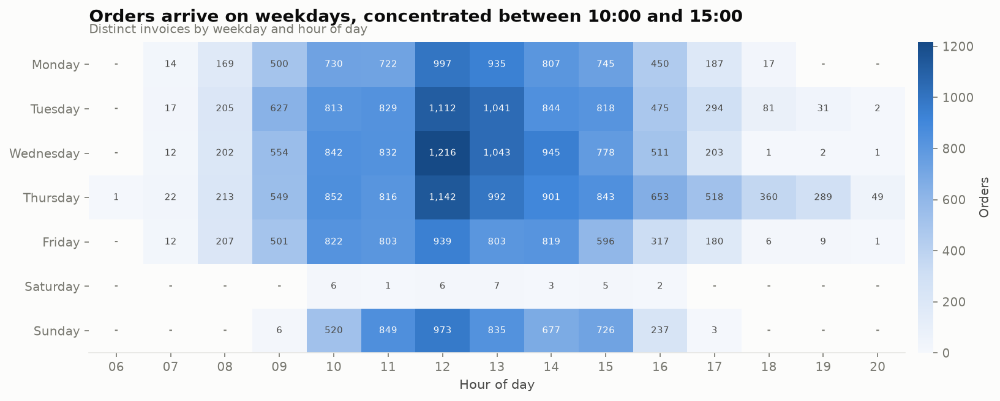 Orders arrive on weekdays, concentrated between 10:00 and 15:00
Distinct invoices by weekday and hour of day
Monday - 14 169 500 730 722 997 935 807 745 450 187 17 - -
Tuesday - 17 205 627 813 829 1,112 1,041 844 818 475 294 81 31 2
Wednesday - 12 202 554 842 832 1,216 1,043 945 778 511 203 1 2 1
Thursday 1 22 213 549 852 816 1,142 992 901 843 653 518 360 289 49
Friday - 12 207 501 822 803 939 803 819 596 317 180 6 9 1
Saturday - - - - 6 1 6 7 3 5 2 - - - -
Sunday - - - 6 520 849 973 835 677 726 237 3 - - -
06 07 08 09 10 11 12 13 14 15 16 17 18 19 20
Hour of day
1200
1000
800
600
400
200
0
Orders